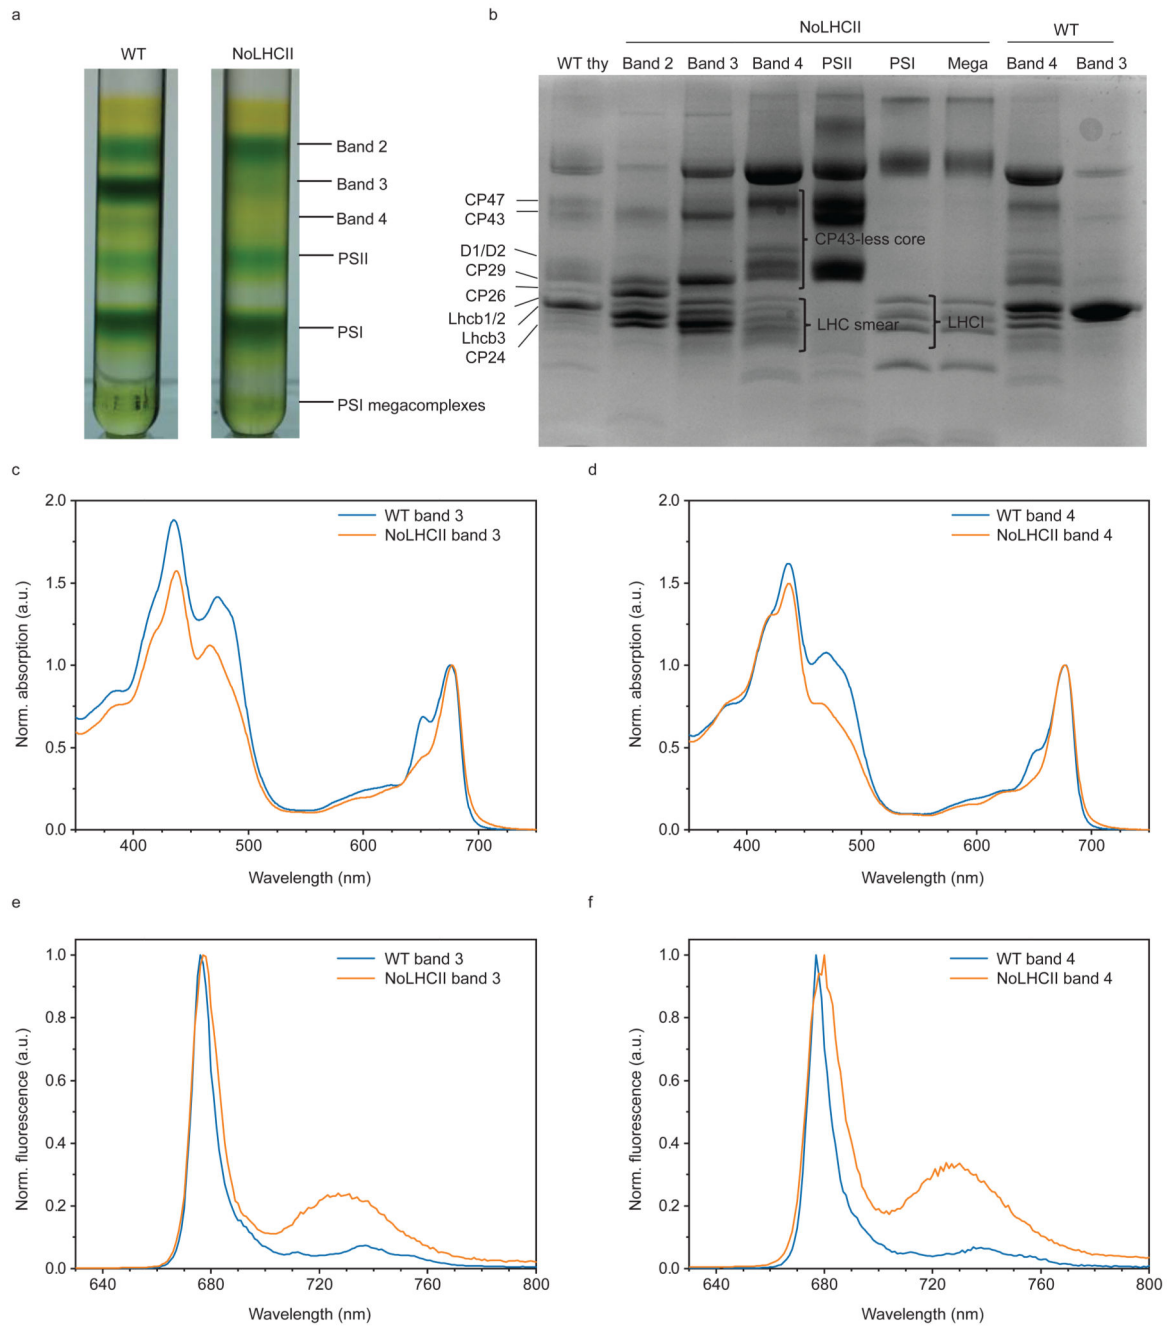 a
WT
NoLHCII
Band 2
Band 3
Band 4
PSII
PSI
PSI megacomplexes
b
NoLHCII
WT
WT thy
Band 2
Band 3
Band 4
PSII
PSI
Mega
Band 4
Band 3
CP47
CP43
D1/D2
CP29
CP26
Lhcb1/2
Lhcb3
CP24
CP43-less core
LHC smear
LHCI
c
WT band 3
NoLHCII band 3
Norm. absorption (a.u.)
2.0
1.5
1.0
0.5
0.0
400
500
600
700
Wavelength (nm)
d
WT band 4
NoLHCII band 4
Norm. absorption (a.u.)
2.0
1.5
1.0
0.5
0.0
400
500
600
700
Wavelength (nm)
e
WT band 3
NoLHCII band 3
Norm. fluorescence (a.u.)
1.0
0.8
0.6
0.4
0.2
0.0
640
680
720
760
800
Wavelength (nm)
f
WT band 4
NoLHCII band 4
Norm. fluorescence (a.u.)
1.0
0.8
0.6
0.4
0.2
0.0
640
680
720
760
800
Wavelength (nm)